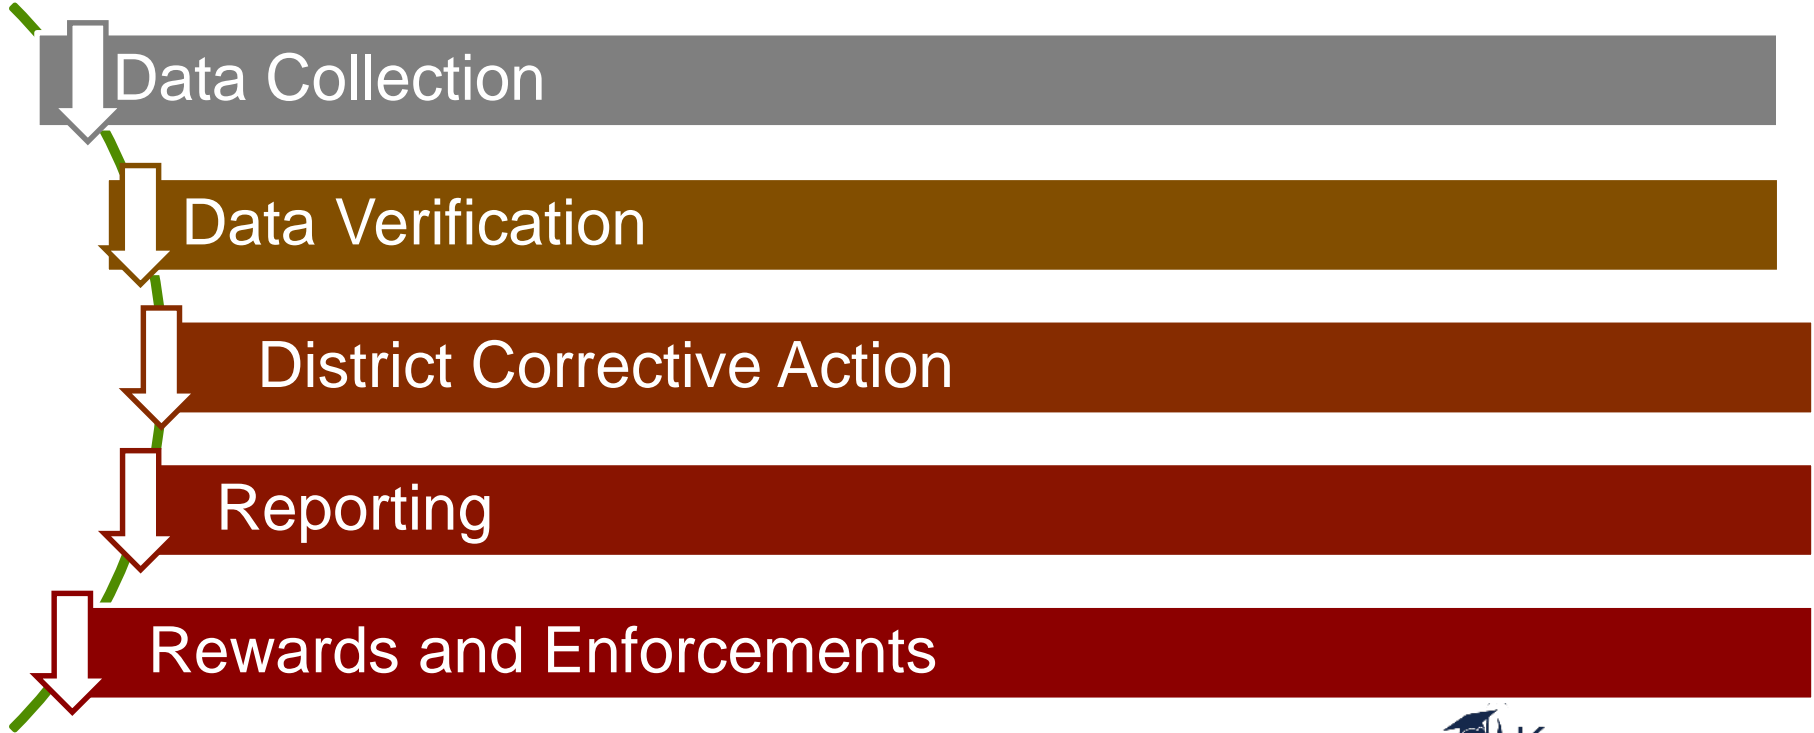 Data Collection
Data Verification
District Corrective Action
Reporting
Rewards and Enforcements